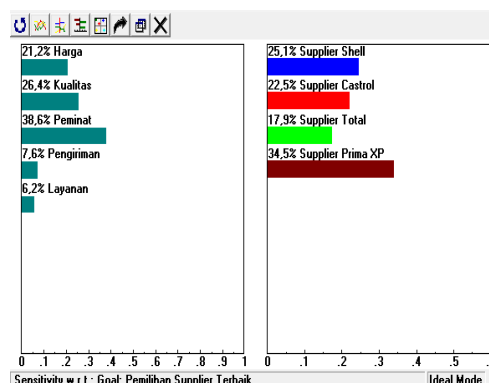 21,2% Harga
26,4% Kualitas
38,6% Peminat
7,6% Pengiriman
6,2% Layanan
0 .1 .2 .3 .4 .5 .6 .7 .8 .9 1
25,1% Supplier Shell
22,5% Supplier Castrol
17,9% Supplier Total
34,5% Supplier Prima XP
0 .1 .2 .3 .4 .5
Sensitivity w.r.t.: Goal: Pemilihan Supplier Terbaik
Ideal Mode